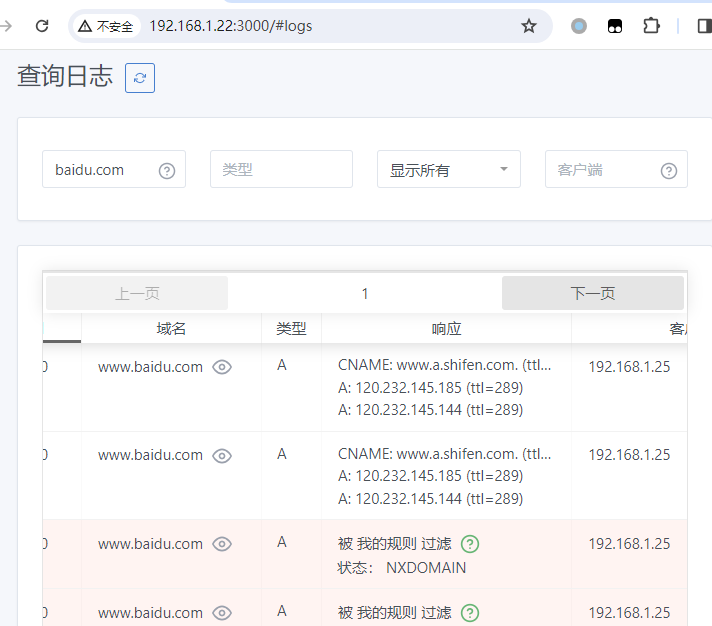 不安全 192.168.1.22:3000/#logs
查询日志
baidu.com 类型 显示所有 客户端
上一页 1 下一页
域名 类型 响应
0 www.baidu.com A CNAME: www.a.shifen.com. (ttl... 192.168.1.25
A: 120.232.145.185 (ttl=289)
A: 120.232.145.144 (ttl=289)
0 www.baidu.com A CNAME: www.a.shifen.com. (ttl... 192.168.1.25
A: 120.232.145.185 (ttl=289)
A: 120.232.145.144 (ttl=289)
0 www.baidu.com A 被 我的规则 过滤 192.168.1.25
状态： NXDOMAIN
0 www.baidu.com A 被 我的规则 过滤 192.168.1.25